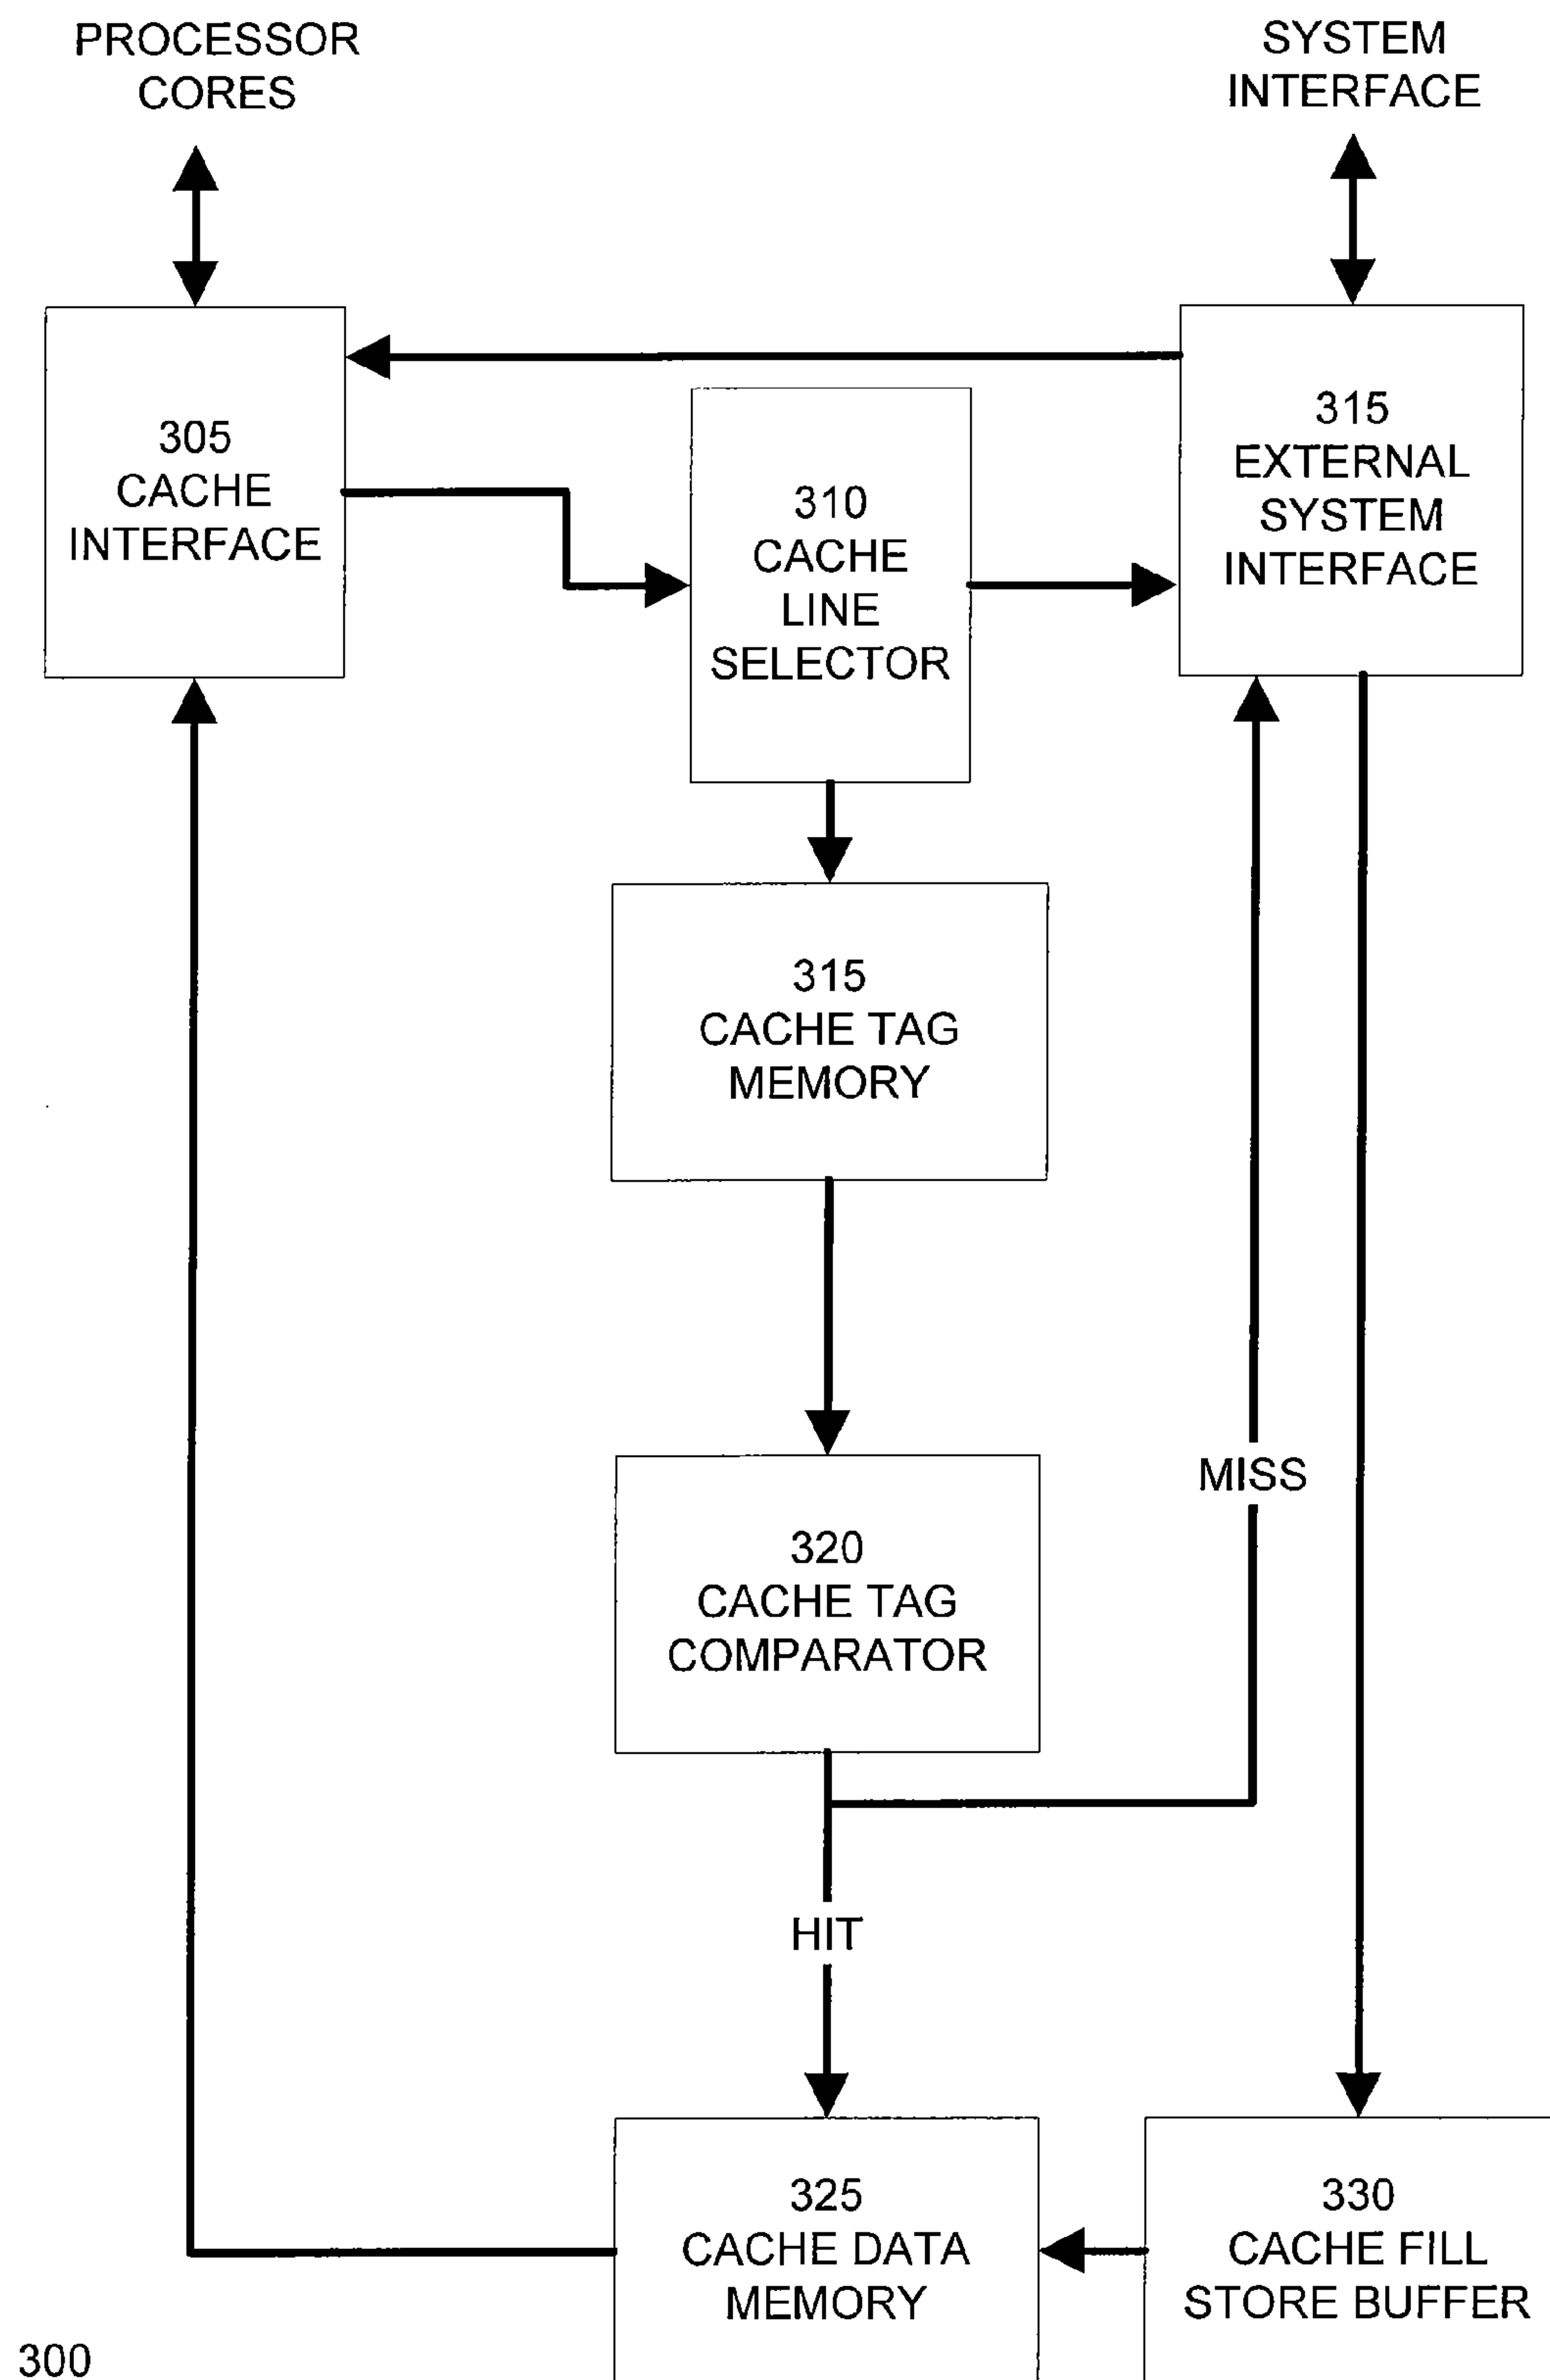 PROCESSOR
CORES
SYSTEM
INTERFACE
305
CACHE
INTERFACE
310
CACHE
LINE
SELECTOR
315
EXTERNAL
SYSTEM
INTERFACE
315
CACHE TAG
MEMORY
320
CACHE TAG
COMPARATOR
MISS
HIT
325
CACHE DATA
MEMORY
330
CACHE FILL
STORE BUFFER
300